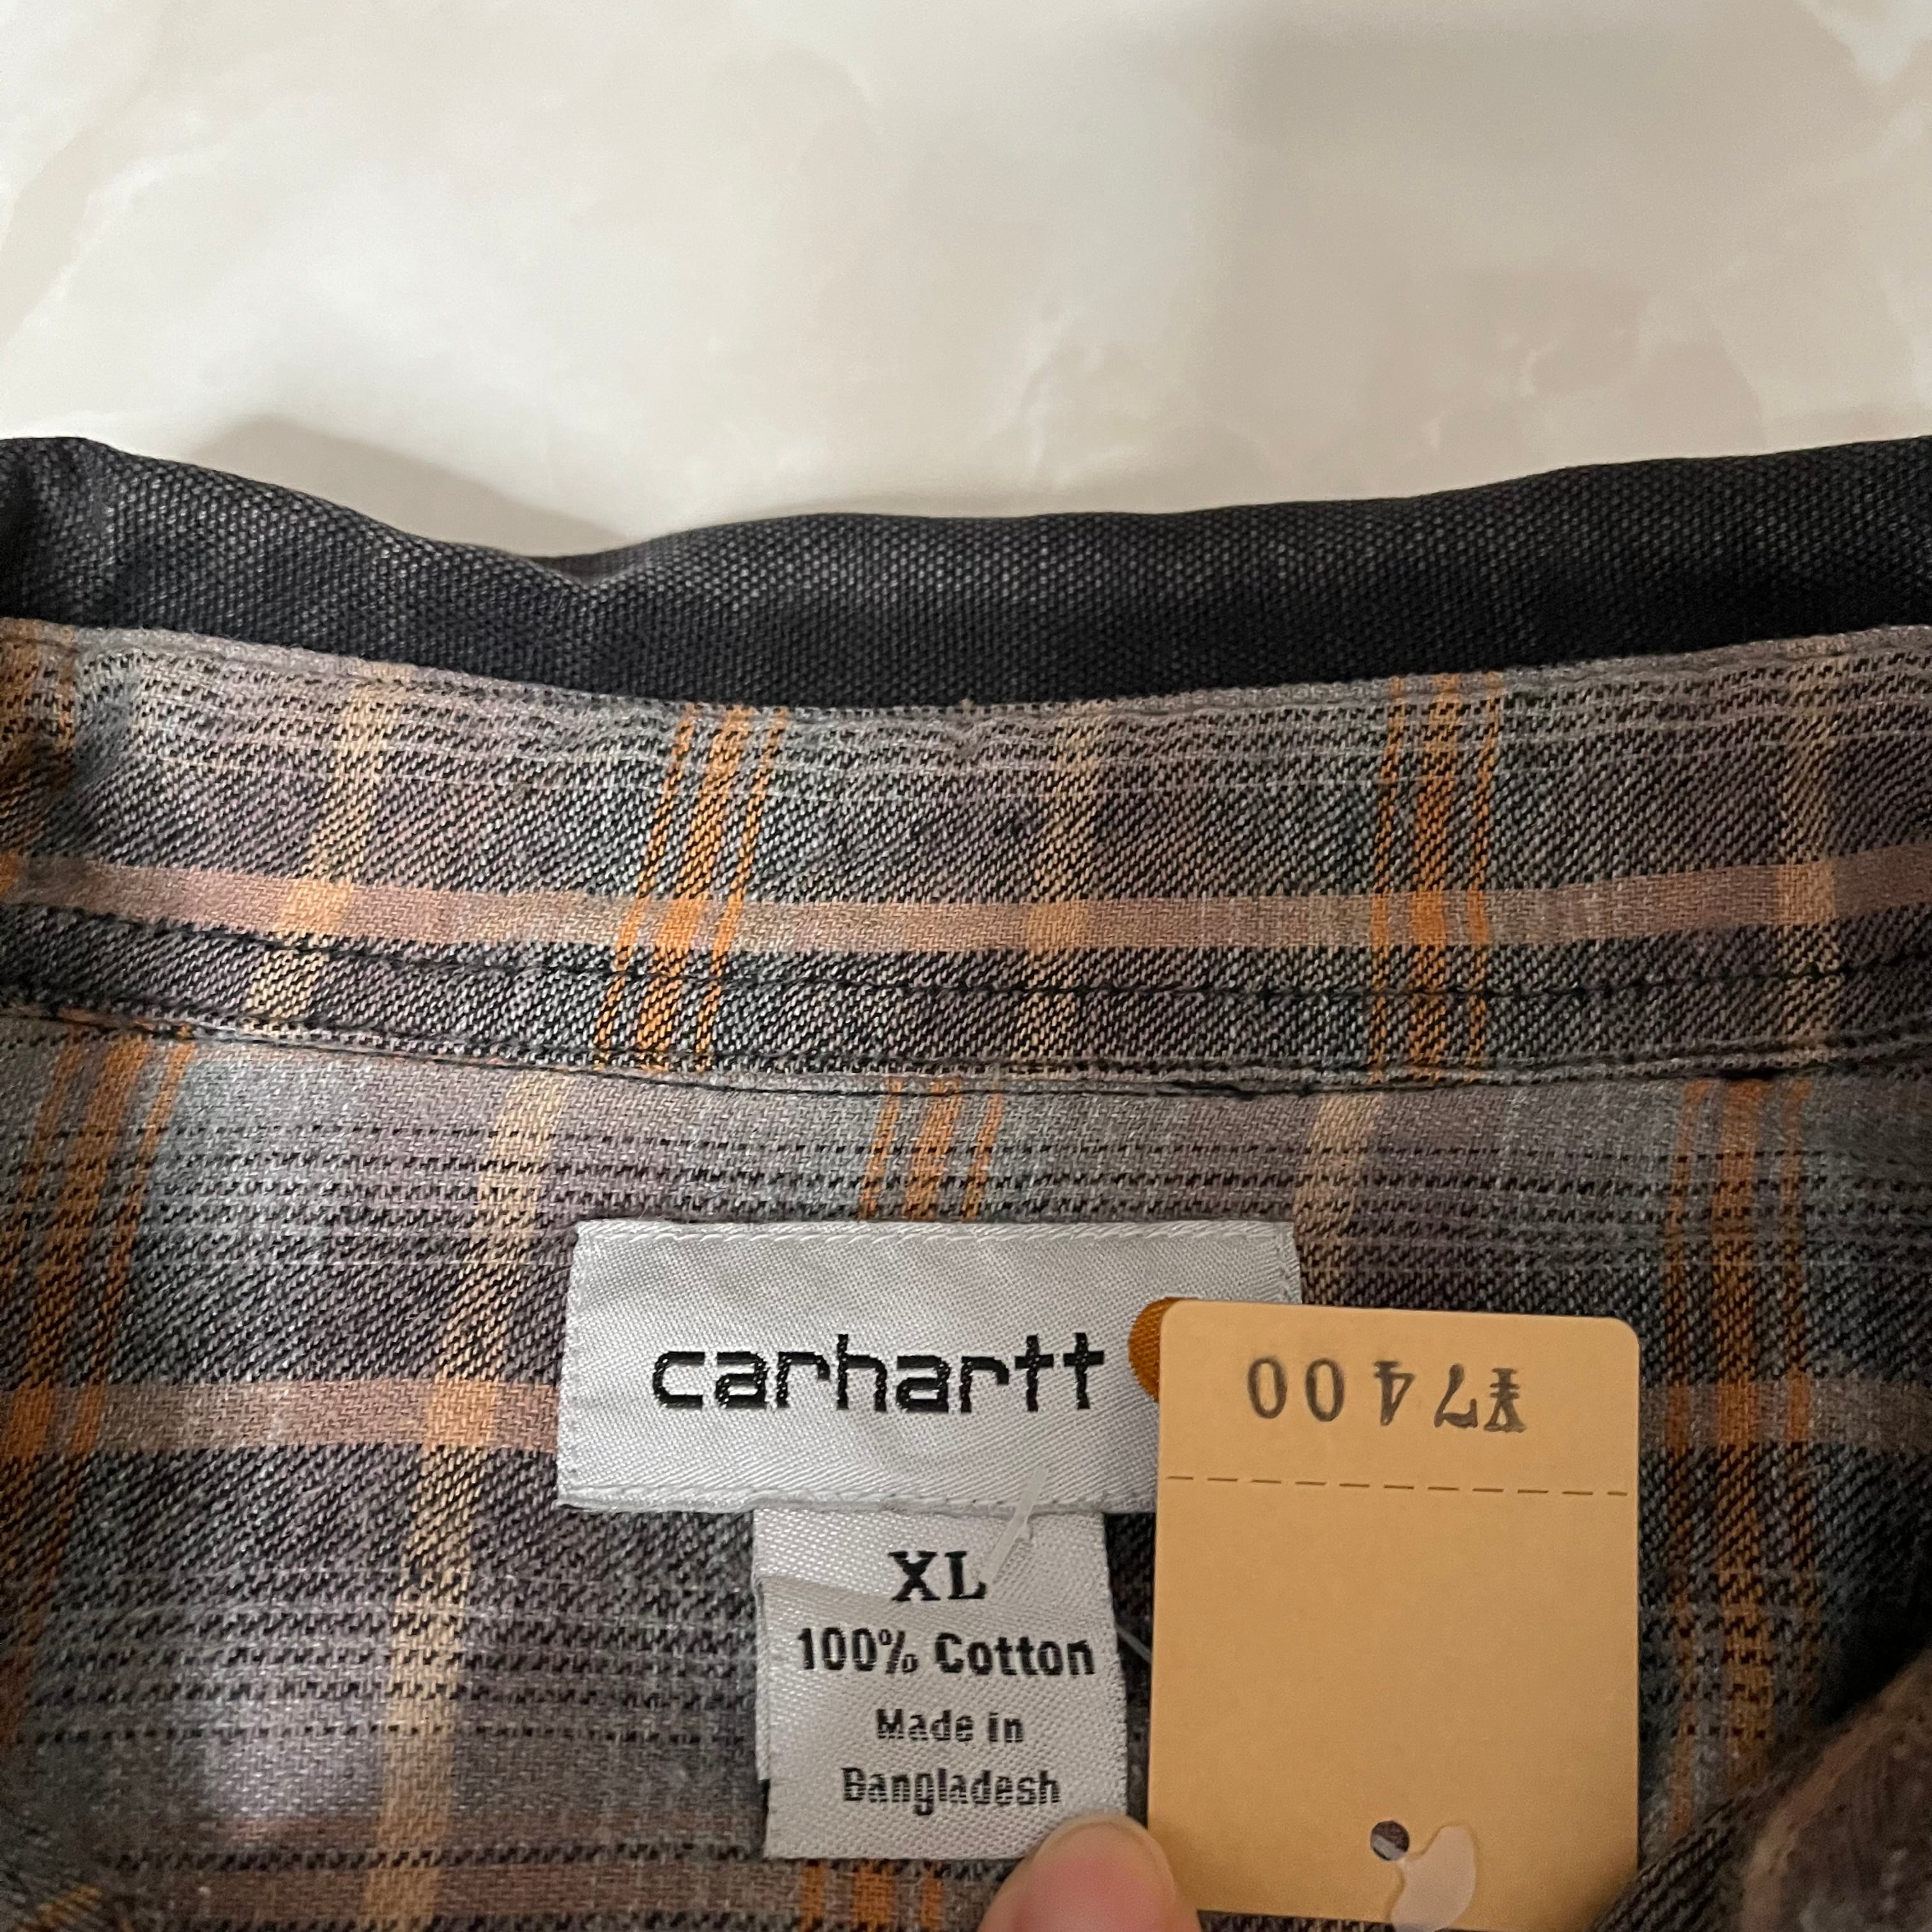 carhartt
XL
100% Cotton
Made in
Bangladesh
¥7400